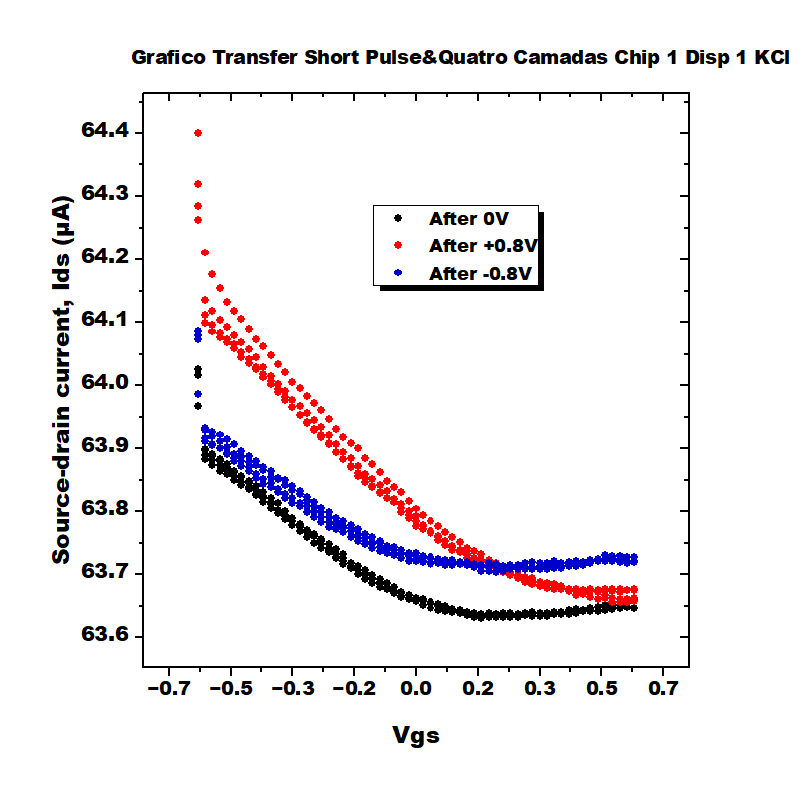 Grafico Transfer Short Pulse&Quatro Camadas Chip 1 Disp 1 KCl
64.4
64.3
64.2
64.1
64.0
63.9
63.8
63.7
63.6
Source-drain current, Ids (µA)
After 0V
After +0.8V
After -0.8V
−0.7 −0.5 −0.3 −0.2 0.0 0.2 0.3 0.5 0.7
Vgs